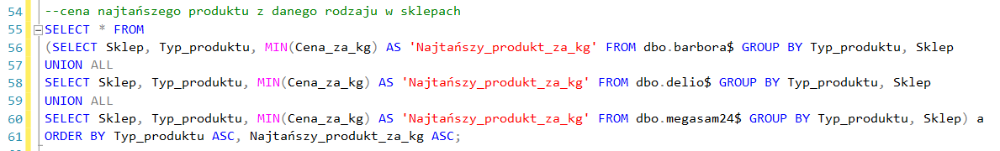 54 --cena najtańszego produktu z danego rodzaju w sklepach
55 SELECT * FROM
56 (SELECT Sklep, Typ_produktu, MIN(Cena_za_kg) AS 'Najtańszy_produkt_za_kg' FROM dbo.barbora$ GROUP BY Typ_produktu, Sklep
57 UNION ALL
58 SELECT Sklep, Typ_produktu, MIN(Cena_za_kg) AS 'Najtańszy_produkt_za_kg' FROM dbo.delio$ GROUP BY Typ_produktu, Sklep
59 UNION ALL
60 SELECT Sklep, Typ_produktu, MIN(Cena_za_kg) AS 'Najtańszy_produkt_za_kg' FROM dbo.megasam24$ GROUP BY Typ_produktu, Sklep) a
61 ORDER BY Typ_produktu ASC, Najtańszy_produkt_za_kg ASC;